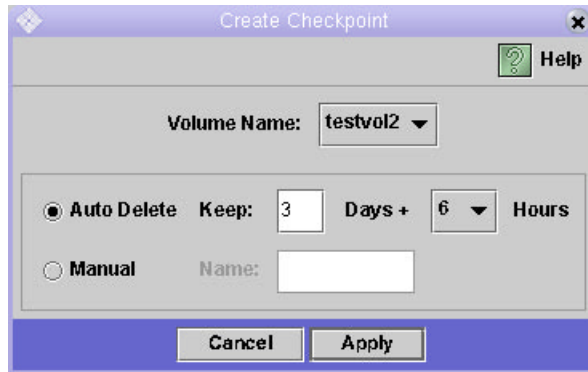 Create Checkpoint
Help
Volume Name: testvol2
Auto Delete Keep: 3 Days + 6 Hours
Manual Name:
Cancel Apply